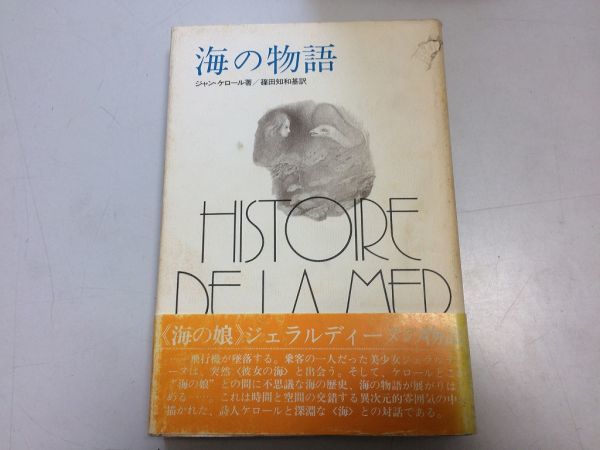 海の物語
ジャン・ケロール著／篠田知和基訳
HISTOIRE
DE LA MER
《海の娘》ジェラルディーヌの物語
……飛行機が墜落する。乗客の一人だった美少女ジェラルデ
ィーヌは、突然〈彼女の海〉と出会う。そして、ケロールとこ
"海の娘"との間に不思議な海の歴史、海の物語が展がりは
める……。これは時間と空間の交錯する異次元的雰囲気の中
描かれた、詩人ケロールと深淵な〈海〉との対話である。